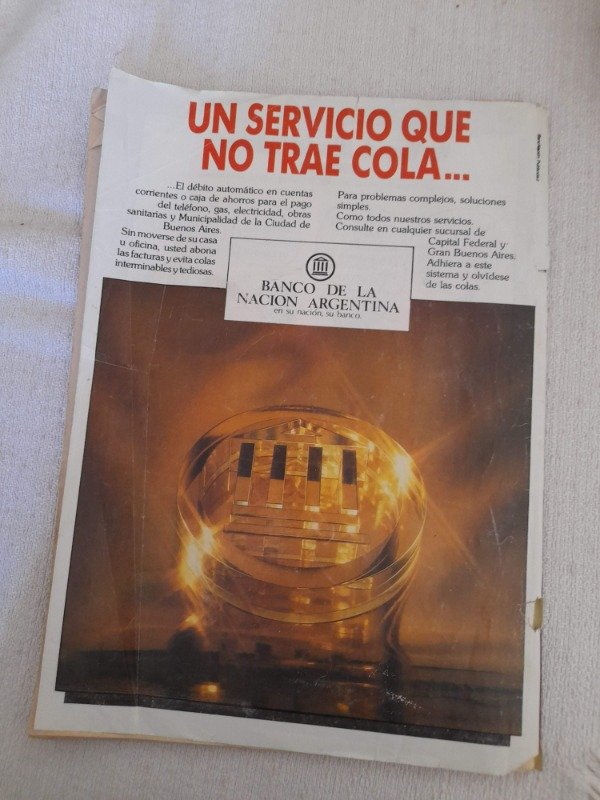 UN SERVICIO QUE
NO TRAE COLA...
...El débito automático en cuentas
corrientes o caja de ahorros para el pago
del teléfono, gas, electricidad, obras
sanitarias y Municipalidad de la Ciudad de
Buenos Aires.
Sin moverse de su casa
u oficina, usted abona
las facturas y evita colas
interminables y tediosas.
Para problemas complejos, soluciones
simples.
Como todos nuestros servicios.
Consulte en cualquier sucursal de
Capital Federal y
Gran Buenos Aires.
Adhiera a este
sistema y olvídese
de las colas.
BANCO DE LA
NACION ARGENTINA
en su nación, su banco.